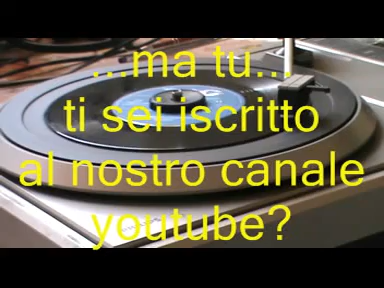 ...ma tu...
ti sei iscritto
al nostro canale
youtube?